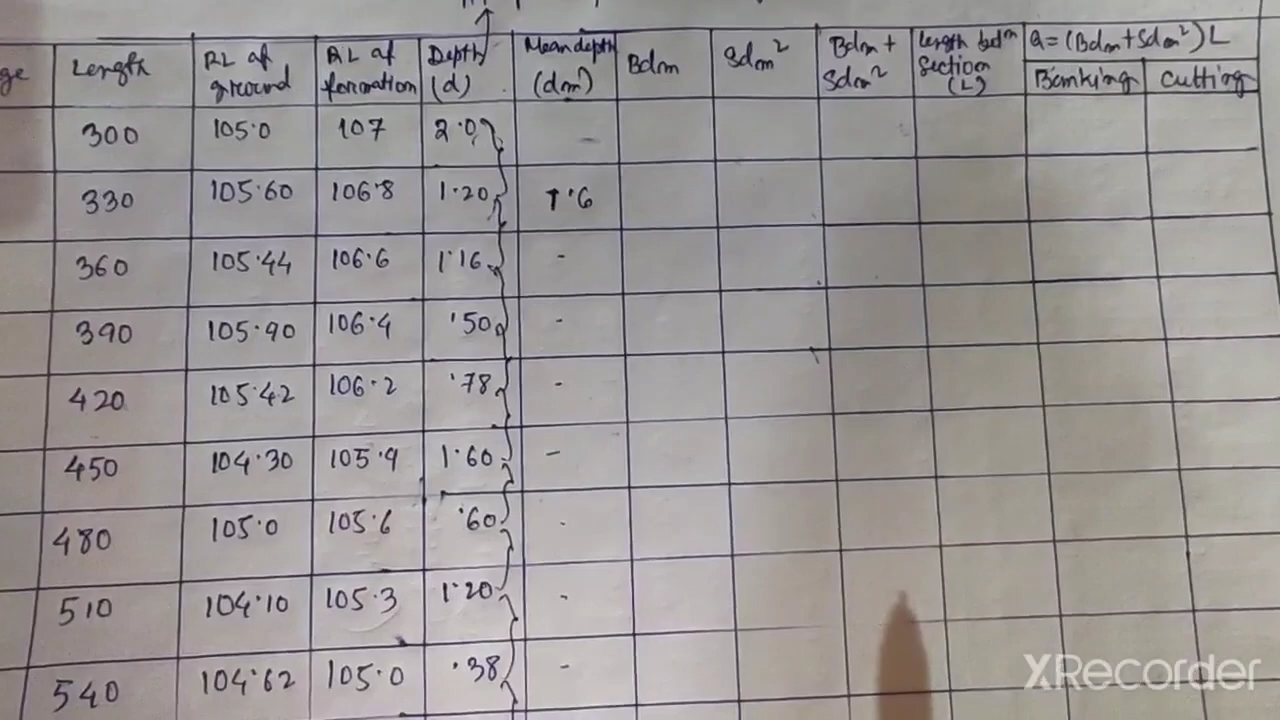 ge Length RL of ground RL of formation Depth (d) Mean depth (dm) Bdm Sdm² Bdm + Sdm² Length betn section (L) Q = (Bdm + Sdm²) L Banking Cutting
300 105.0 107 2.0 -
330 105.60 106.8 1.20 1.6
360 105.44 106.6 1.16 -
390 105.90 106.4 .50 -
420 105.42 106.2 .78 -
450 104.30 105.9 1.60 -
480 105.0 105.6 .60 -
510 104.10 105.3 1.20 -
540 104.62 105.0 .38 -
XRecorder